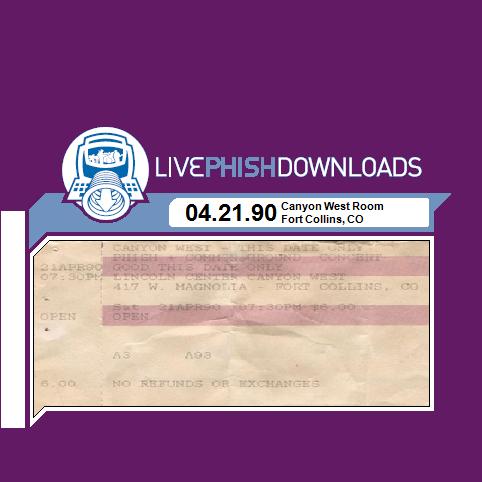 LIVEPHISHDOWNLOADS
04.21.90
Canyon West Room
Fort Collins, CO
CANYON WEST - THIS DATE ONLY
PHISH - COMMON GROUND CONCERT
21APR90 GOOD THIS DATE ONLY
07:30PM LINCOLN CENTER CANYON WEST
417 W. MAGNOLIA FORT COLLINS, CO
Sat 21APR90 07:30PM $6.00
OPEN OPEN
A3 A93
6.00 NO REFUNDS OR EXCHANGES